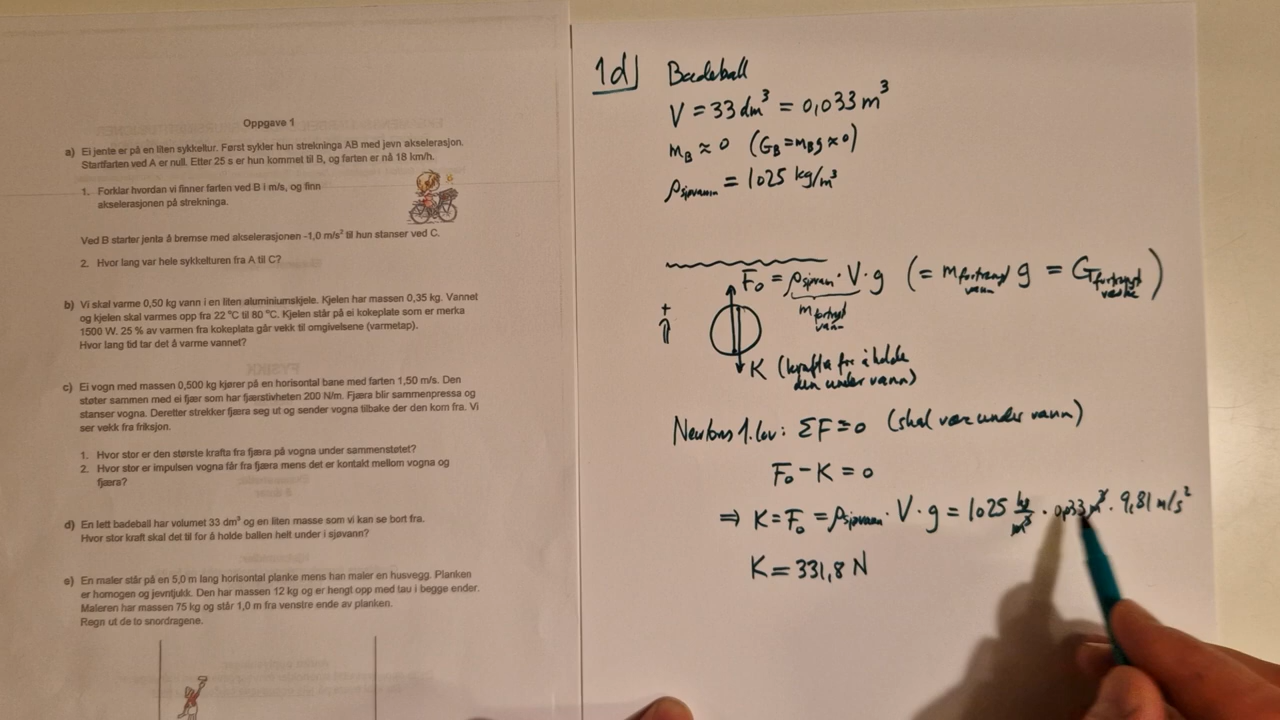 Oppgave 1
a) Ei jente er på en liten sykkeltur. Først sykler hun strekninga AB med jevn akselerasjon.
Startfarten ved A er null. Etter 25 s er hun kommet til B, og farten er nå 18 km/h.
1. Forklar hvordan vi finner farten ved B i m/s, og finn
akselerasjonen på strekninga.
Ved B starter jenta å bremse med akselerasjonen -1,0 m/s² til hun stanser ved C.
2. Hvor lang var hele sykkelturen fra A til C?
b) Vi skal varme 0,50 kg vann i en liten aluminiumskjele. Kjelen har massen 0,35 kg. Vannet
og kjelen skal varmes opp fra 22 °C til 80 °C. Kjelen står på ei kokeplate som er merka
1500 W. 25 % av varmen fra kokeplata går vekk til omgivelsene (varmetap).
Hvor lang tid tar det å varme vannet?
c) Ei vogn med massen 0,500 kg kjører på en horisontal bane med farten 1,50 m/s. Den
støter sammen med ei fjær som har fjærstivheten 200 N/m. Fjæra blir sammenpressa og
stanser vogna. Deretter strekker fjæra seg ut og sender vogna tilbake der den kom fra. Vi
ser vekk fra friksjon.
1. Hvor stor er den største krafta fra fjæra på vogna under sammenstøtet?
2. Hvor stor er impulsen vogna får fra fjæra mens det er kontakt mellom vogna og
fjæra?
d) En lett badeball har volumet 33 dm³ og en liten masse som vi kan se bort fra.
Hvor stor kraft skal det til for å holde ballen helt under i sjøvann?
e) En maler står på en 5,0 m lang horisontal planke mens han maler en husvegg. Planken
er homogen og jevntjukk. Den har massen 12 kg og er hengt opp med tau i begge ender.
Maleren har massen 75 kg og står 1,0 m fra venstre ende av planken.
Regn ut de to snordragene.
1d) Badeball
V = 33 dm³ = 0,033 m³
m_B ≈ 0 (G_B = m_B g ≈ 0)
ρ_sjøvann = 1025 kg/m³
F_o = ρ_sjøvann · V · g (= m_fortrengt vann g = G_fortrengt væske)
m_fortrengt vann
+
K (krafta for å holde
den under vann)
Newtons 1. lov: ΣF = 0 (skal være under vann)
F_o - K = 0
⇒ K = F_o = ρ_sjøvann · V · g = 1025 kg/m³ · 0,033 m³ · 9,81 m/s²
K = 331,8 N